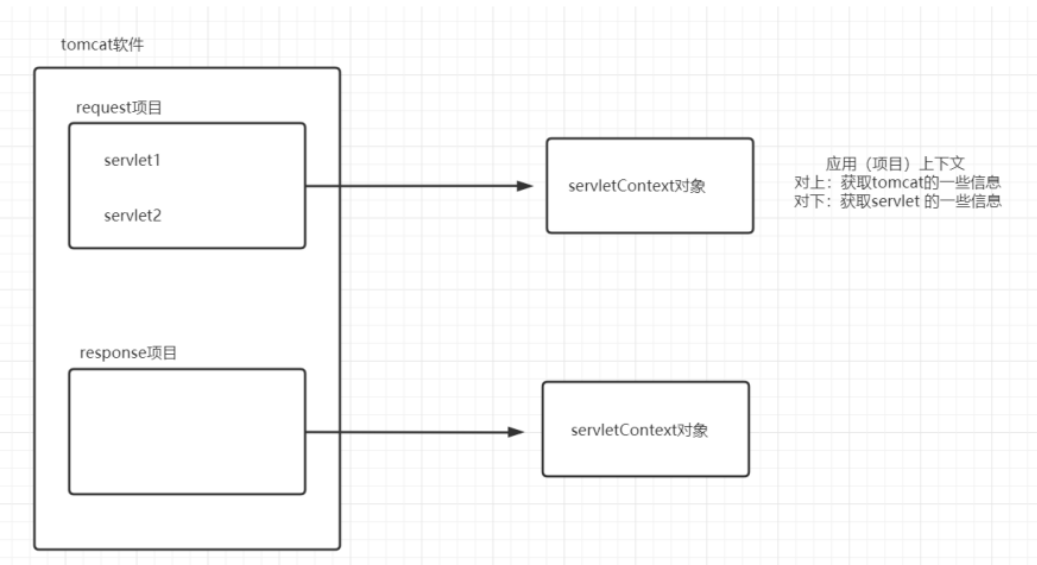 tomcat软件
request项目
servlet1
servlet2
servletContext对象
应用（项目）上下文
对上：获取tomcat的一些信息
对下：获取servlet 的一些信息
response项目
servletContext对象